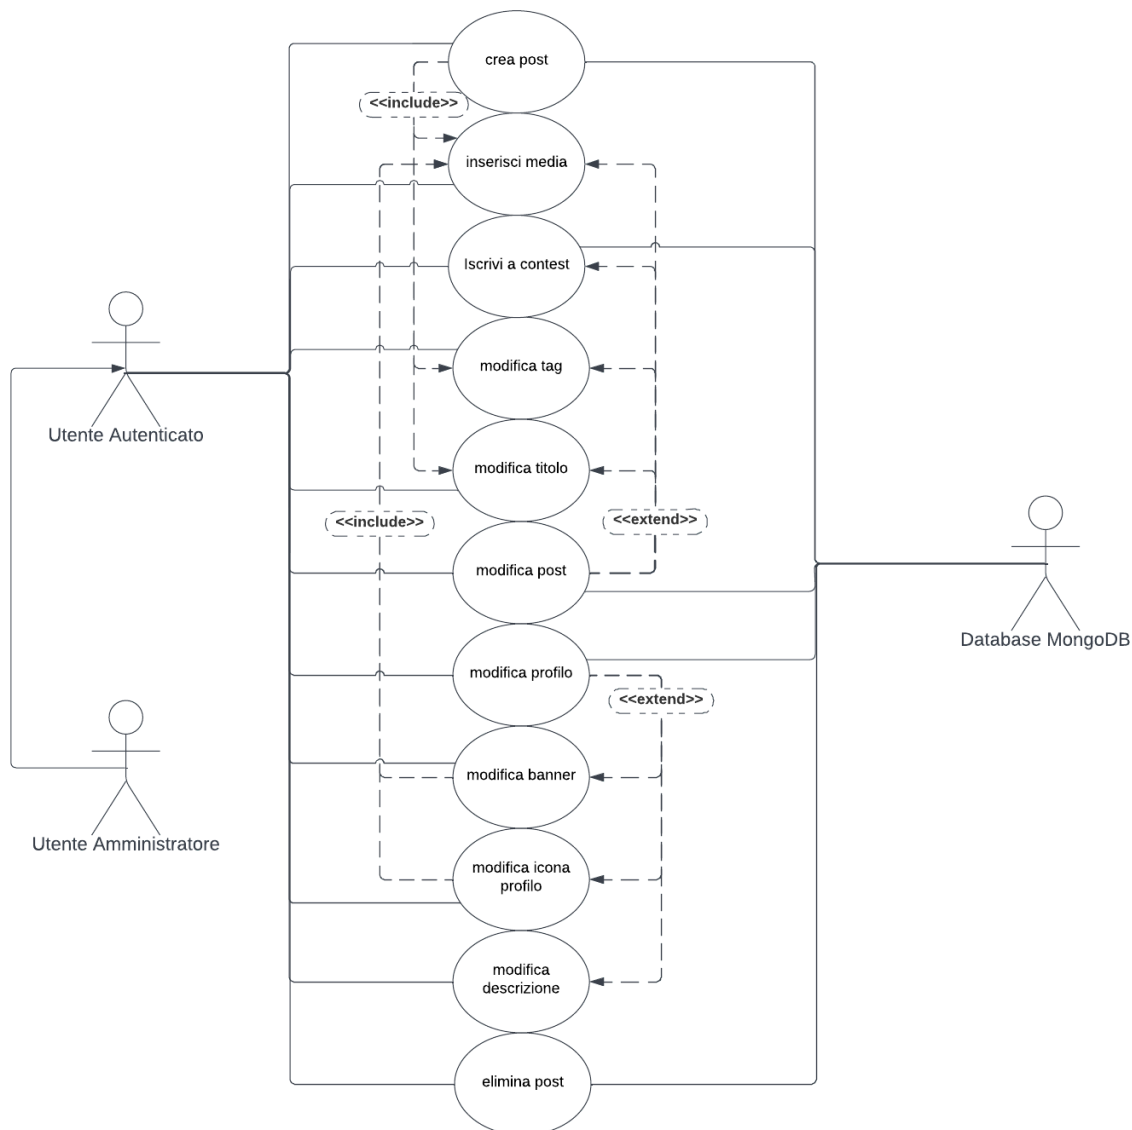 crea post
<<include>>
inserisci media
Iscrivi a contest
modifica tag
Utente Autenticato
modifica titolo
<<include>>
<<extend>>
modifica post
Database MongoDB
modifica profilo
<<extend>>
modifica banner
Utente Amministratore
modifica icona
profilo
modifica
descrizione
elimina post